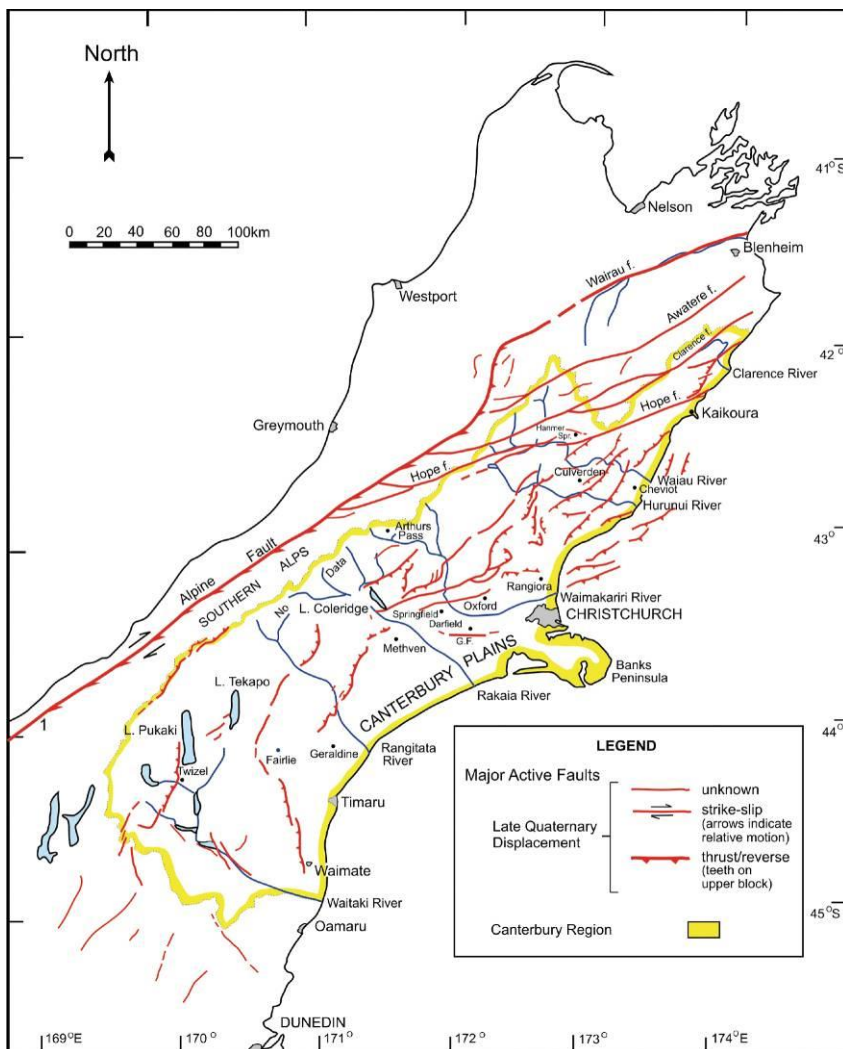 North
0 20 40 60 80 100km
41°S
Nelson
Blenheim
Wairau f.
Westport
Awatere f.
42°
Clarence f.
Clarence River
Greymouth
Hope f.
Kaikoura
Hanmer
Spr.
Hope f.
Culverden
Waiau River
Cheviot
Hurunui River
Arthurs
Pass
43°
Alpine Fault
SOUTHERN ALPS
No Data
Rangiora
Waimakariri River
L. Coleridge
Springfield
Oxford
CHRISTCHURCH
Darfield
G.F.
Methven
CANTERBURY PLAINS
Banks
Peninsula
L. Tekapo
Rakaia River
1
L. Pukaki
44°
Fairlie
Geraldine
Rangitata
River
Twizel
Timaru
Waimate
Waitaki River
45°S
Oamaru
DUNEDIN
169°E
170°
171°
172°
173°
174°E
LEGEND
Major Active Faults
Late Quaternary
Displacement
unknown
strike-slip
(arrows indicate
relative motion)
thrust/reverse
(teeth on
upper block)
Canterbury Region